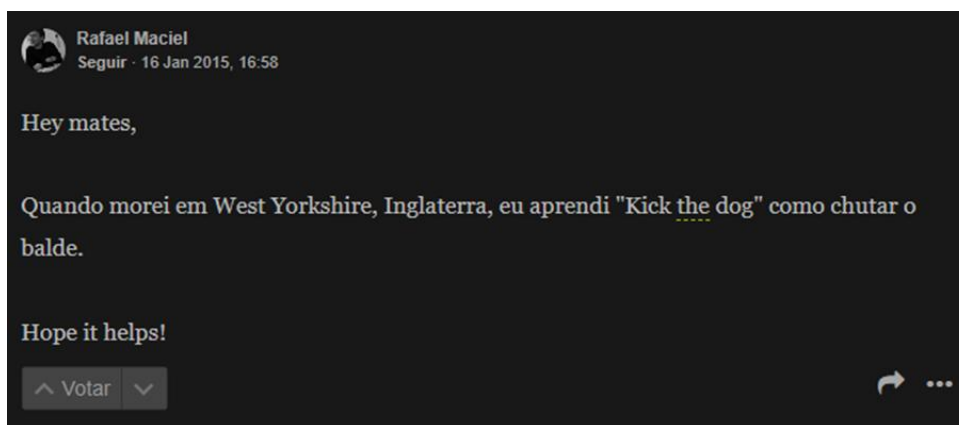 Rafael Maciel
Seguir · 16 Jan 2015, 16:58
Hey mates,
Quando morei em West Yorkshire, Inglaterra, eu aprendi "Kick the dog" como chutar o
balde.
Hope it helps!
Votar